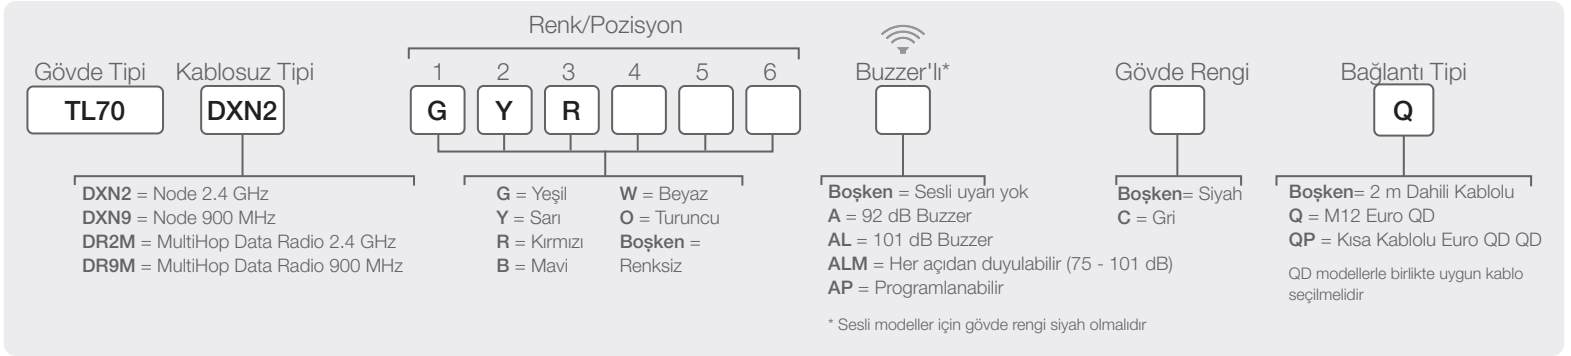 Renk/Pozisyon
Gövde Tipi Kablosuz Tipi 1 2 3 4 5 6 Buzzer'lı* Gövde Rengi Bağlantı Tipi
TL70 DXN2 G Y R Q
DXN2 = Node 2.4 GHz
DXN9 = Node 900 MHz
DR2M = MultiHop Data Radio 2.4 GHz
DR9M = MultiHop Data Radio 900 MHz
G = Yeşil
Y = Sarı
R = Kırmızı
B = Mavi
W = Beyaz
O = Turuncu
Boşken =
Renksiz
Boşken = Sesli uyarı yok
A = 92 dB Buzzer
AL = 101 dB Buzzer
ALM = Her açıdan duyulabilir (75 - 101 dB)
AP = Programlanabilir
* Sesli modeller için gövde rengi siyah olmalıdır
Boşken= Siyah
C = Gri
Boşken= 2 m Dahili Kablolu
Q = M12 Euro QD
QP = Kısa Kablolu Euro QD QD
QD modellerle birlikte uygun kablo
seçilmelidir